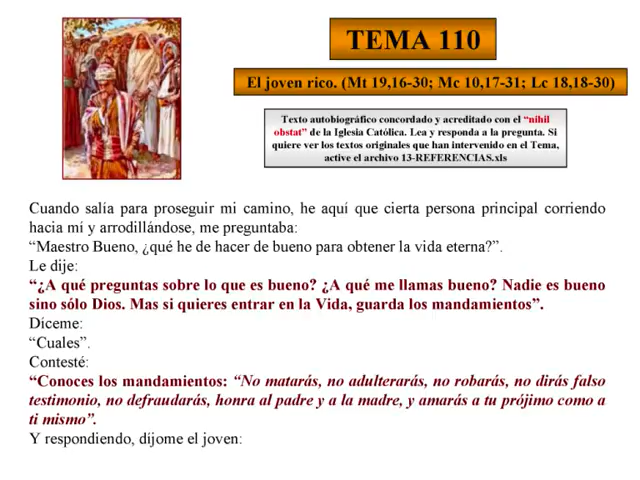 TEMA 110
El joven rico. (Mt 19,16-30; Mc 10,17-31; Lc 18,18-30)
Texto autobiográfico concordado y acreditado con el “nihil
obstat” de la Iglesia Católica. Lea y responda a la pregunta. Si
quiere ver los textos originales que han intervenido en el Tema,
active el archivo 13-REFERENCIAS.xls
Cuando salía para proseguir mi camino, he aquí que cierta persona principal corriendo
hacia mí y arrodillándose, me preguntaba:
“Maestro Bueno, ¿qué he de hacer de bueno para obtener la vida eterna?”.
Le dije:
“¿A qué preguntas sobre lo que es bueno? ¿A qué me llamas bueno? Nadie es bueno
sino sólo Dios. Mas si quieres entrar en la Vida, guarda los mandamientos”.
Díceme:
“Cuales”.
Contesté:
“Conoces los mandamientos: “No matarás, no adulterarás, no robarás, no dirás falso
testimonio, no defraudarás, honra al padre y a la madre, y amarás a tu prójimo como a
ti mismo”.
Y respondiendo, díjome el joven: